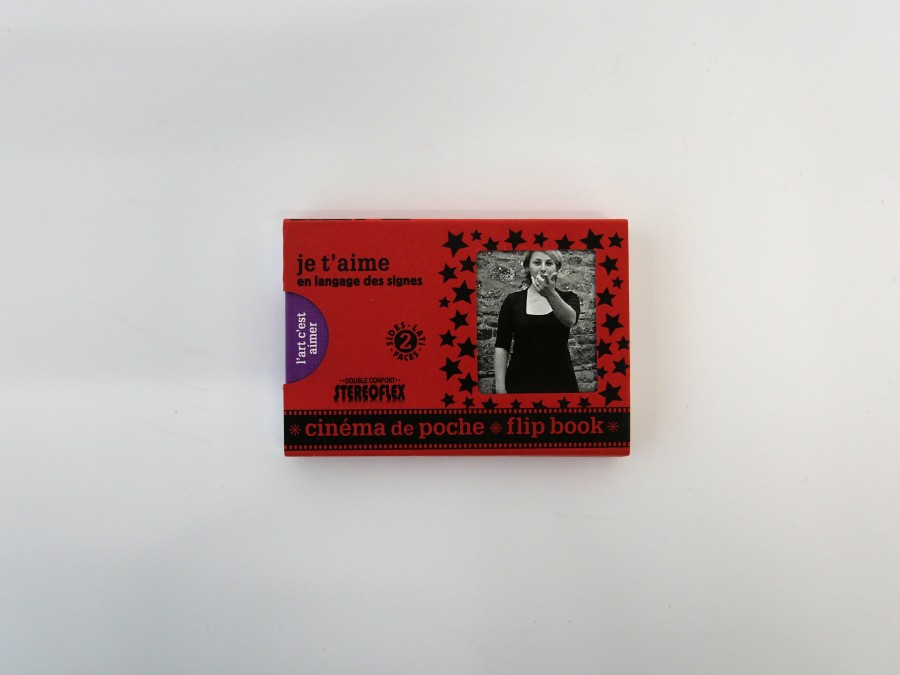 je t'aime
en langage des signes
l'art c'est
aimer
SIDES · LATI · FACES ·
2
DOUBLE CONFORT
STEREOFLEX
cinéma de poche flip book